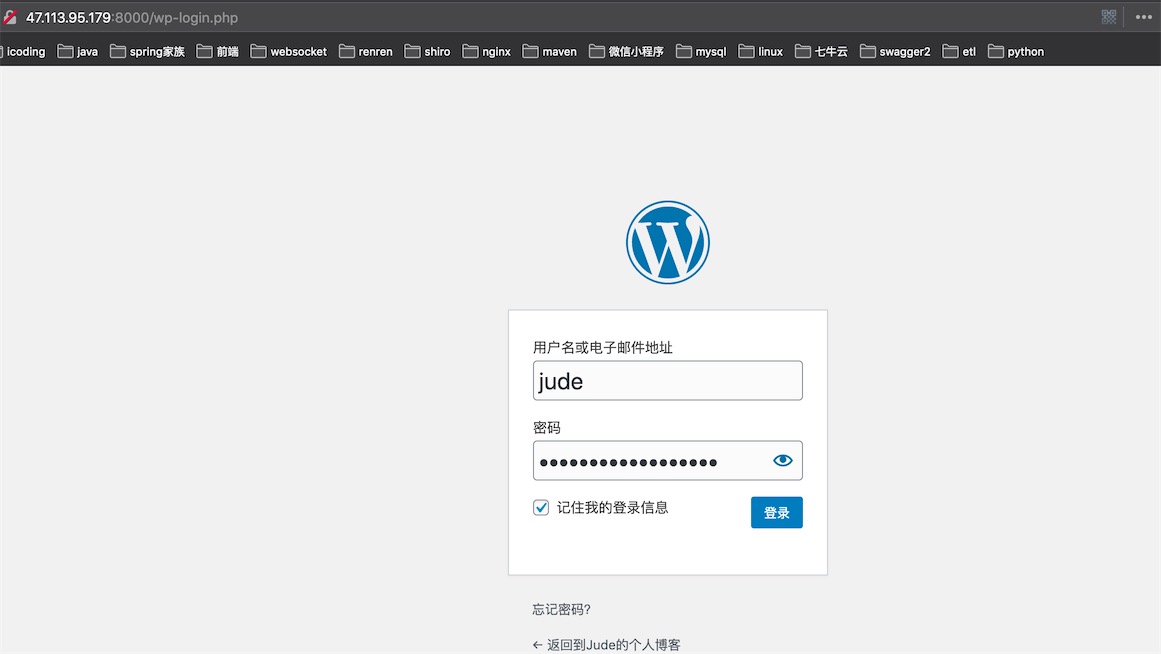 47.113.95.179:8000/wp-login.php
icoding java spring家族 前端 websocket renren shiro nginx maven 微信小程序 mysql linux 七牛云 swagger2 etl python
用户名或电子邮件地址
jude
密码
●●●●●●●●●●●●●●●●●●
记住我的登录信息 登录
忘记密码?
← 返回到Jude的个人博客